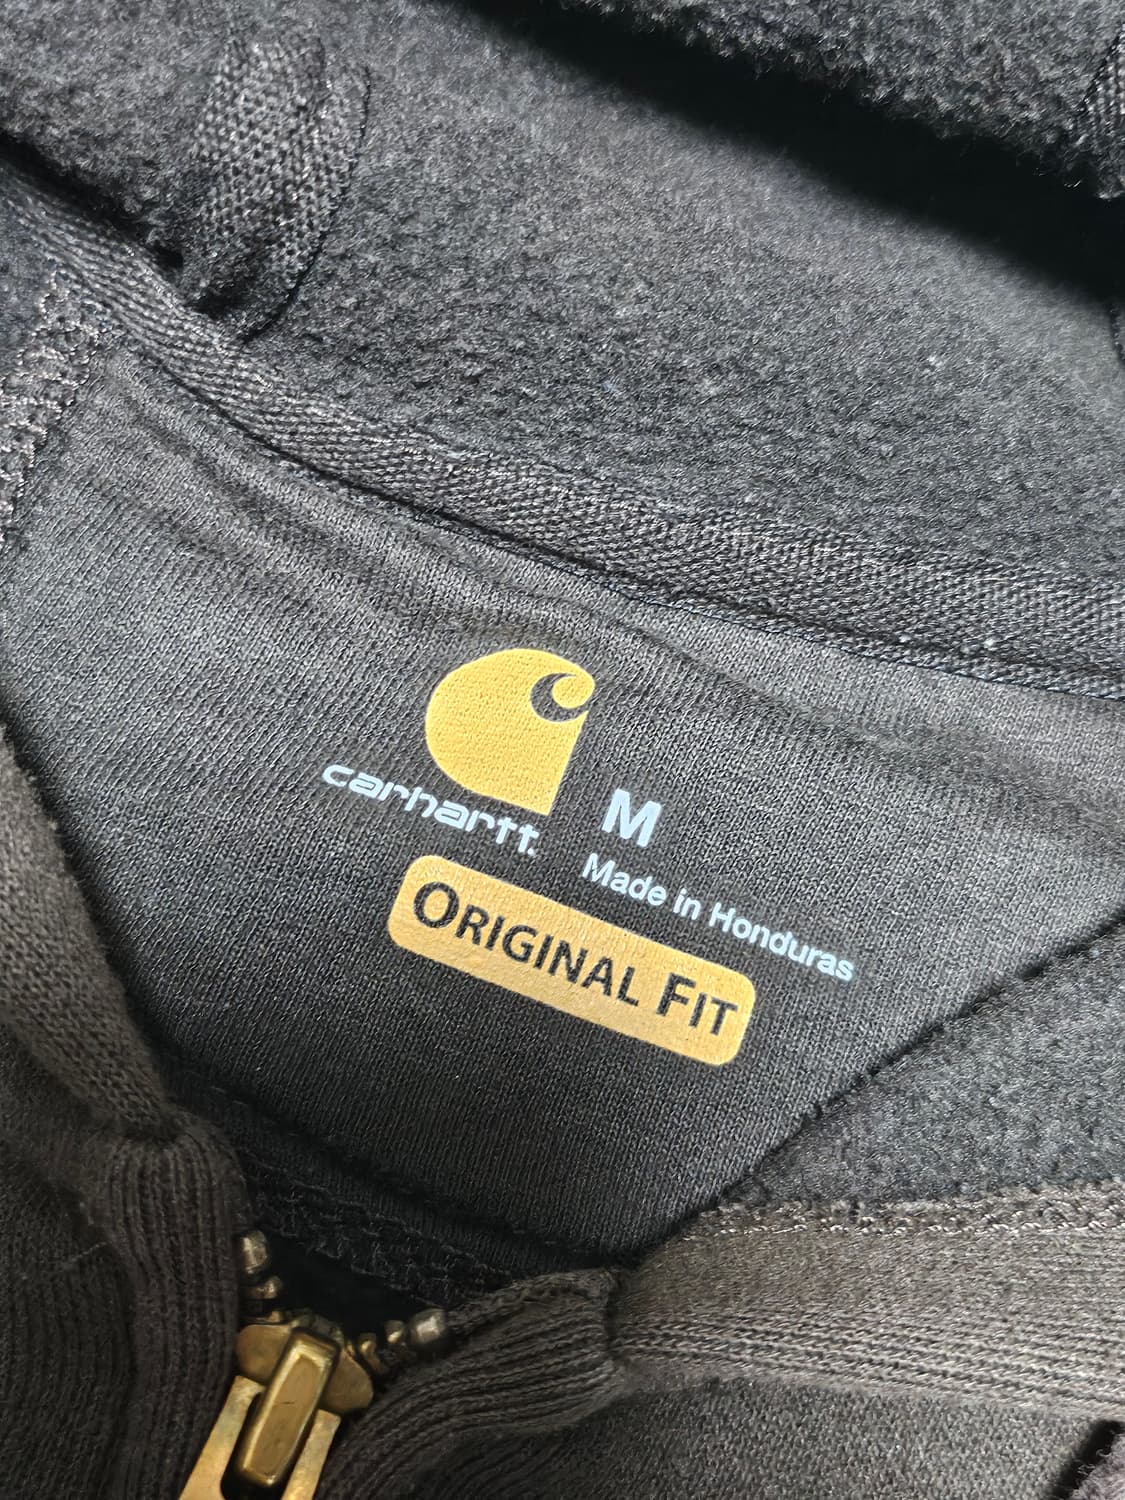 carhartt.
M
Made in Honduras
ORIGINAL FIT